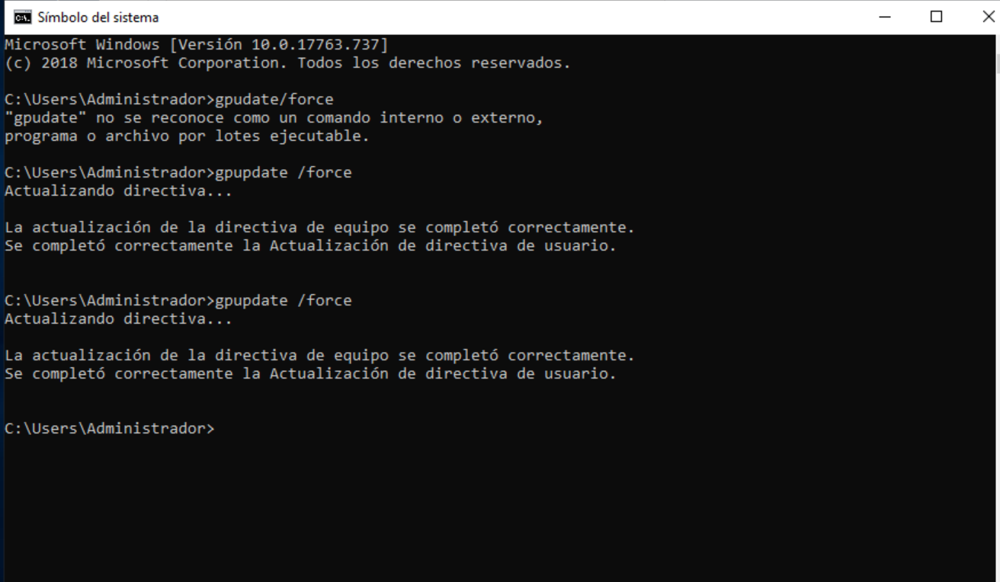 Símbolo del sistema
Microsoft Windows [Versión 10.0.17763.737]
(c) 2018 Microsoft Corporation. Todos los derechos reservados.
C:\Users\Administrador>gpudate/force
"gpudate" no se reconoce como un comando interno o externo,
programa o archivo por lotes ejecutable.
C:\Users\Administrador>gpupdate /force
Actualizando directiva...
La actualización de la directiva de equipo se completó correctamente.
Se completó correctamente la Actualización de directiva de usuario.
C:\Users\Administrador>gpupdate /force
Actualizando directiva...
La actualización de la directiva de equipo se completó correctamente.
Se completó correctamente la Actualización de directiva de usuario.
C:\Users\Administrador>